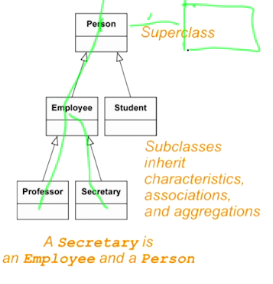 Person
Superclass
Employee
Student
Subclasses
inherit
characteristics,
associations,
and aggregations
Professor
Secretary
A Secretary is
an Employee and a Person